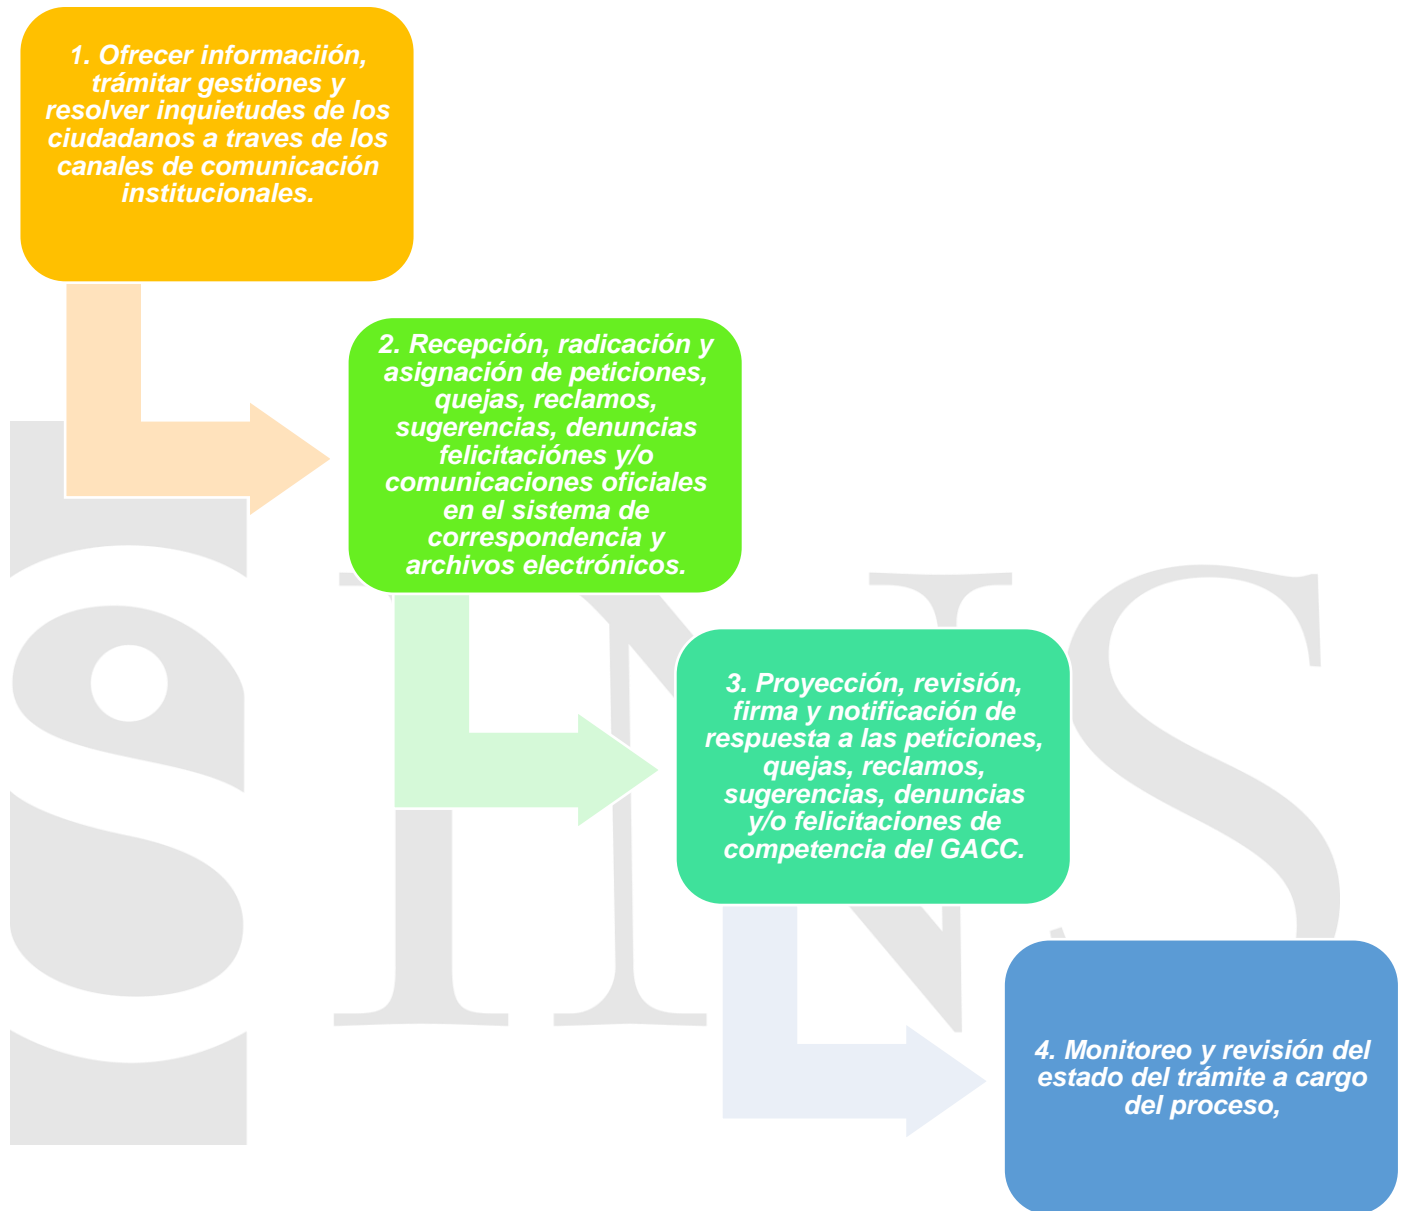 1. Ofrecer informaciión,
trámitar gestiones y
resolver inquietudes de los
ciudadanos a traves de los
canales de comunicación
institucionales.
2. Recepción, radicación y
asignación de peticiones,
quejas, reclamos,
sugerencias, denuncias
felicitaciónes y/o
comunicaciones oficiales
en el sistema de
correspondencia y
archivos electrónicos.
3. Proyección, revisión,
firma y notificación de
respuesta a las peticiones,
quejas, reclamos,
sugerencias, denuncias
y/o felicitaciones de
competencia del GACC.
4. Monitoreo y revisión del
estado del trámite a cargo
del proceso,
INS